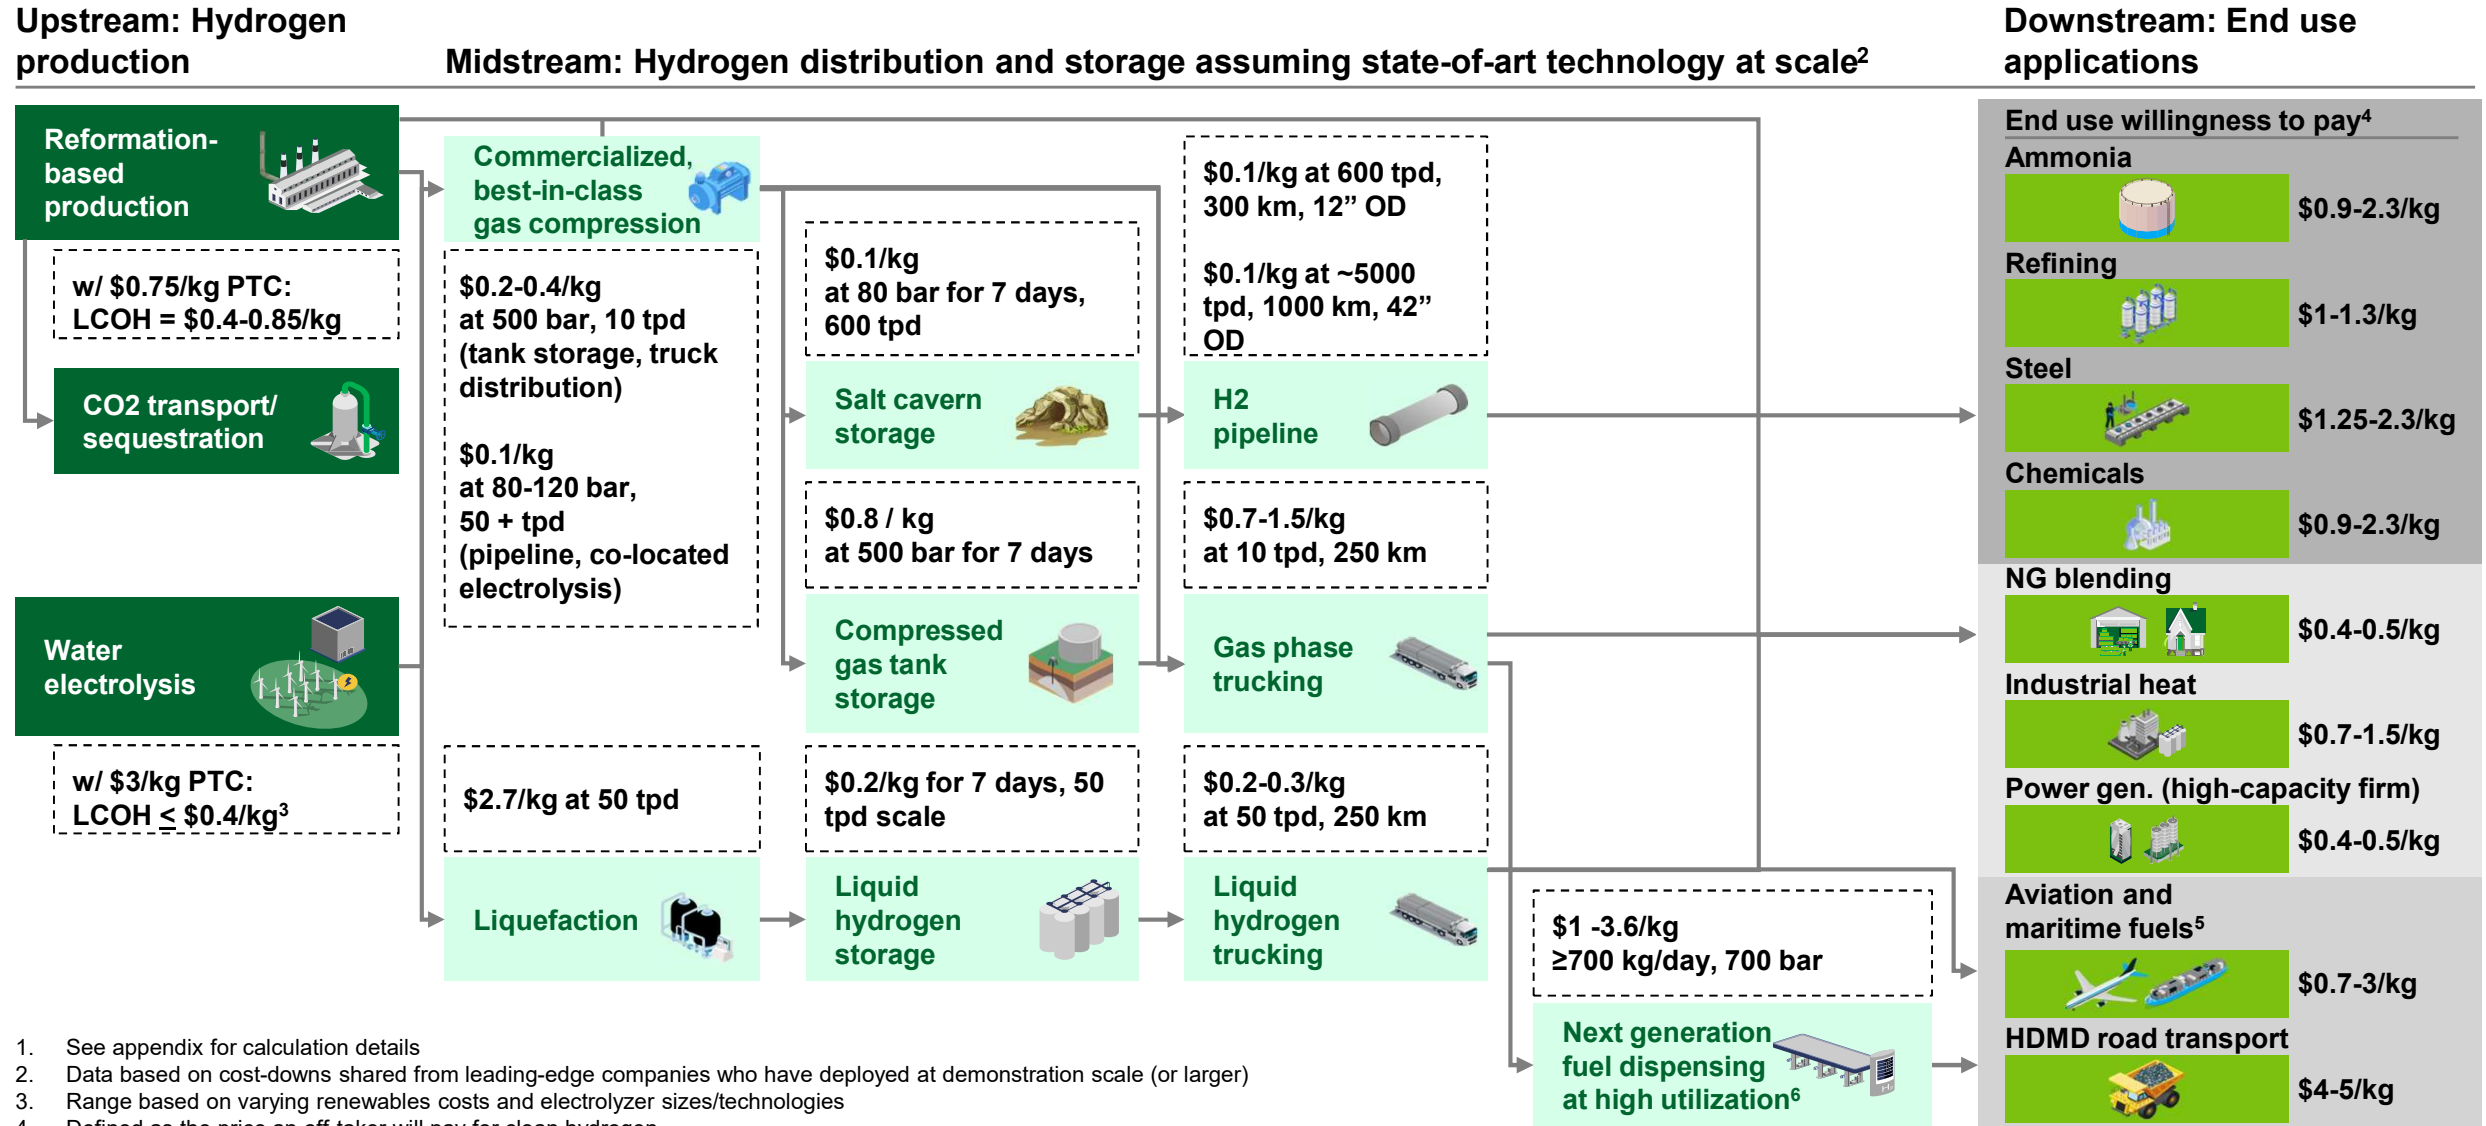 Upstream: Hydrogen
production
Midstream: Hydrogen distribution and storage assuming state-of-art technology at scale²
Downstream: End use
applications
Reformation-
based
production
w/ $0.75/kg PTC:
LCOH = $0.4-0.85/kg
CO2 transport/
sequestration
Water
electrolysis
w/ $3/kg PTC:
LCOH ≤ $0.4/kg³
Commercialized,
best-in-class
gas compression
$0.2-0.4/kg
at 500 bar, 10 tpd
(tank storage, truck
distribution)
$0.1/kg
at 80-120 bar,
50 + tpd
(pipeline, co-located
electrolysis)
$2.7/kg at 50 tpd
Liquefaction
$0.1/kg
at 80 bar for 7 days,
600 tpd
Salt cavern
storage
$0.8 / kg
at 500 bar for 7 days
Compressed
gas tank
storage
$0.2/kg for 7 days, 50
tpd scale
Liquid
hydrogen
storage
$0.1/kg at 600 tpd,
300 km, 12” OD
$0.1/kg at ~5000
tpd, 1000 km, 42”
OD
H2
pipeline
$0.7-1.5/kg
at 10 tpd, 250 km
Gas phase
trucking
$0.2-0.3/kg
at 50 tpd, 250 km
Liquid
hydrogen
trucking
$1 -3.6/kg
≥700 kg/day, 700 bar
Next generation
fuel dispensing
at high utilization⁶
End use willingness to pay⁴
Ammonia
$0.9-2.3/kg
Refining
$1-1.3/kg
Steel
$1.25-2.3/kg
Chemicals
$0.9-2.3/kg
NG blending
$0.4-0.5/kg
Industrial heat
$0.7-1.5/kg
Power gen. (high-capacity firm)
$0.4-0.5/kg
Aviation and
maritime fuels⁵
$0.7-3/kg
HDMD road transport
$4-5/kg
1. See appendix for calculation details
2. Data based on cost-downs shared from leading-edge companies who have deployed at demonstration scale (or larger)
3. Range based on varying renewables costs and electrolyzer sizes/technologies
4. Defined as the price an off-taker will pay for clean hydrogen